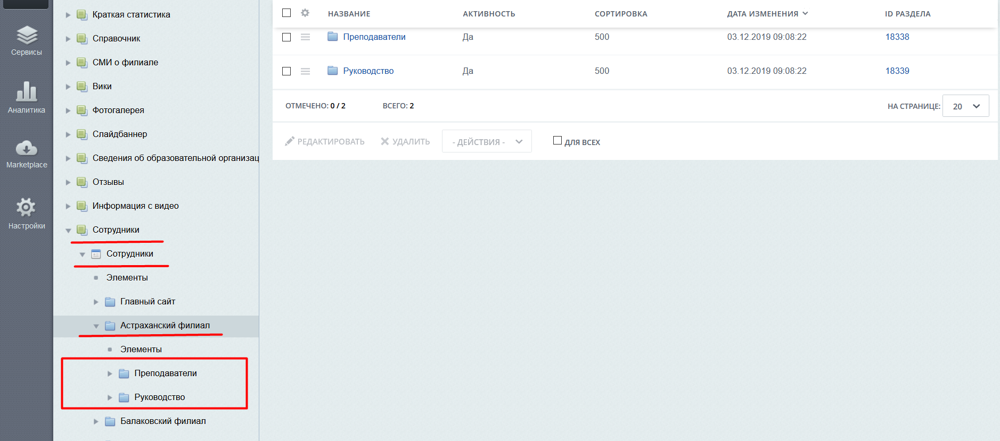 Сервисы
Аналитика
Marketplace
Настройки
Краткая статистика
Справочник
СМИ о филиале
Вики
Фотогалерея
Слайдбаннер
Сведения об образовательной организац
Отзывы
Информация с видео
Сотрудники
Сотрудники
Элементы
Главный сайт
Астраханский филиал
Элементы
Преподаватели
Руководство
Балаковский филиал
НАЗВАНИЕ АКТИВНОСТЬ СОРТИРОВКА ДАТА ИЗМЕНЕНИЯ ID РАЗДЕЛА
Преподаватели Да 500 03.12.2019 09:08:22 18338
Руководство Да 500 03.12.2019 09:08:22 18339
ОТМЕЧЕНО: 0 / 2 ВСЕГО: 2 НА СТРАНИЦЕ: 20
РЕДАКТИРОВАТЬ УДАЛИТЬ - ДЕЙСТВИЯ - ДЛЯ ВСЕХ